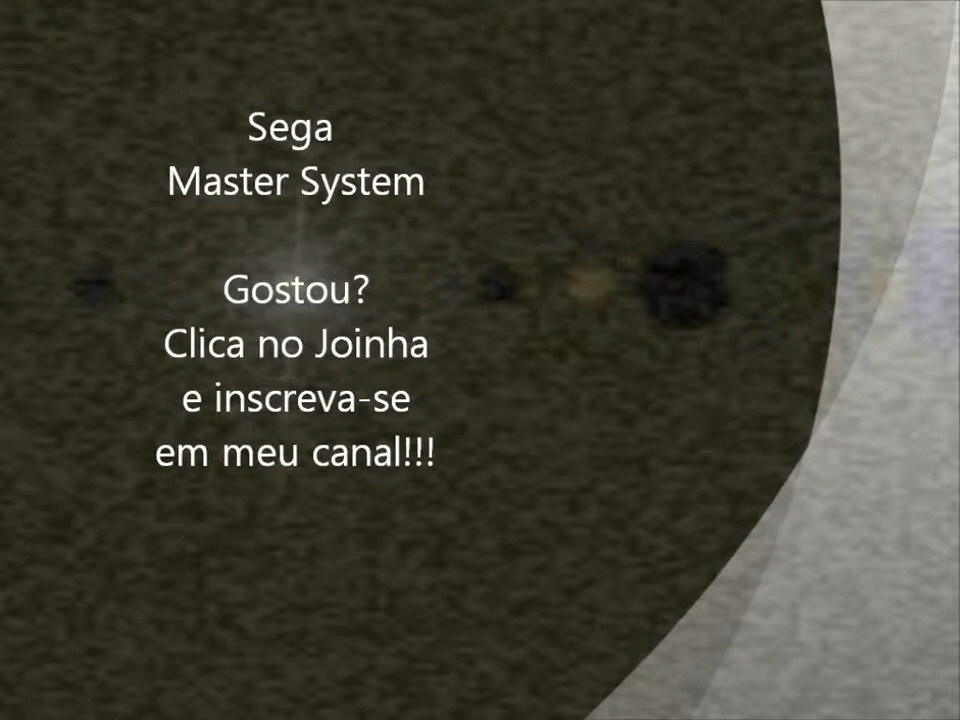 Sega
Master System
Gostou?
Clica no Joinha
e inscreva-se
em meu canal!!!